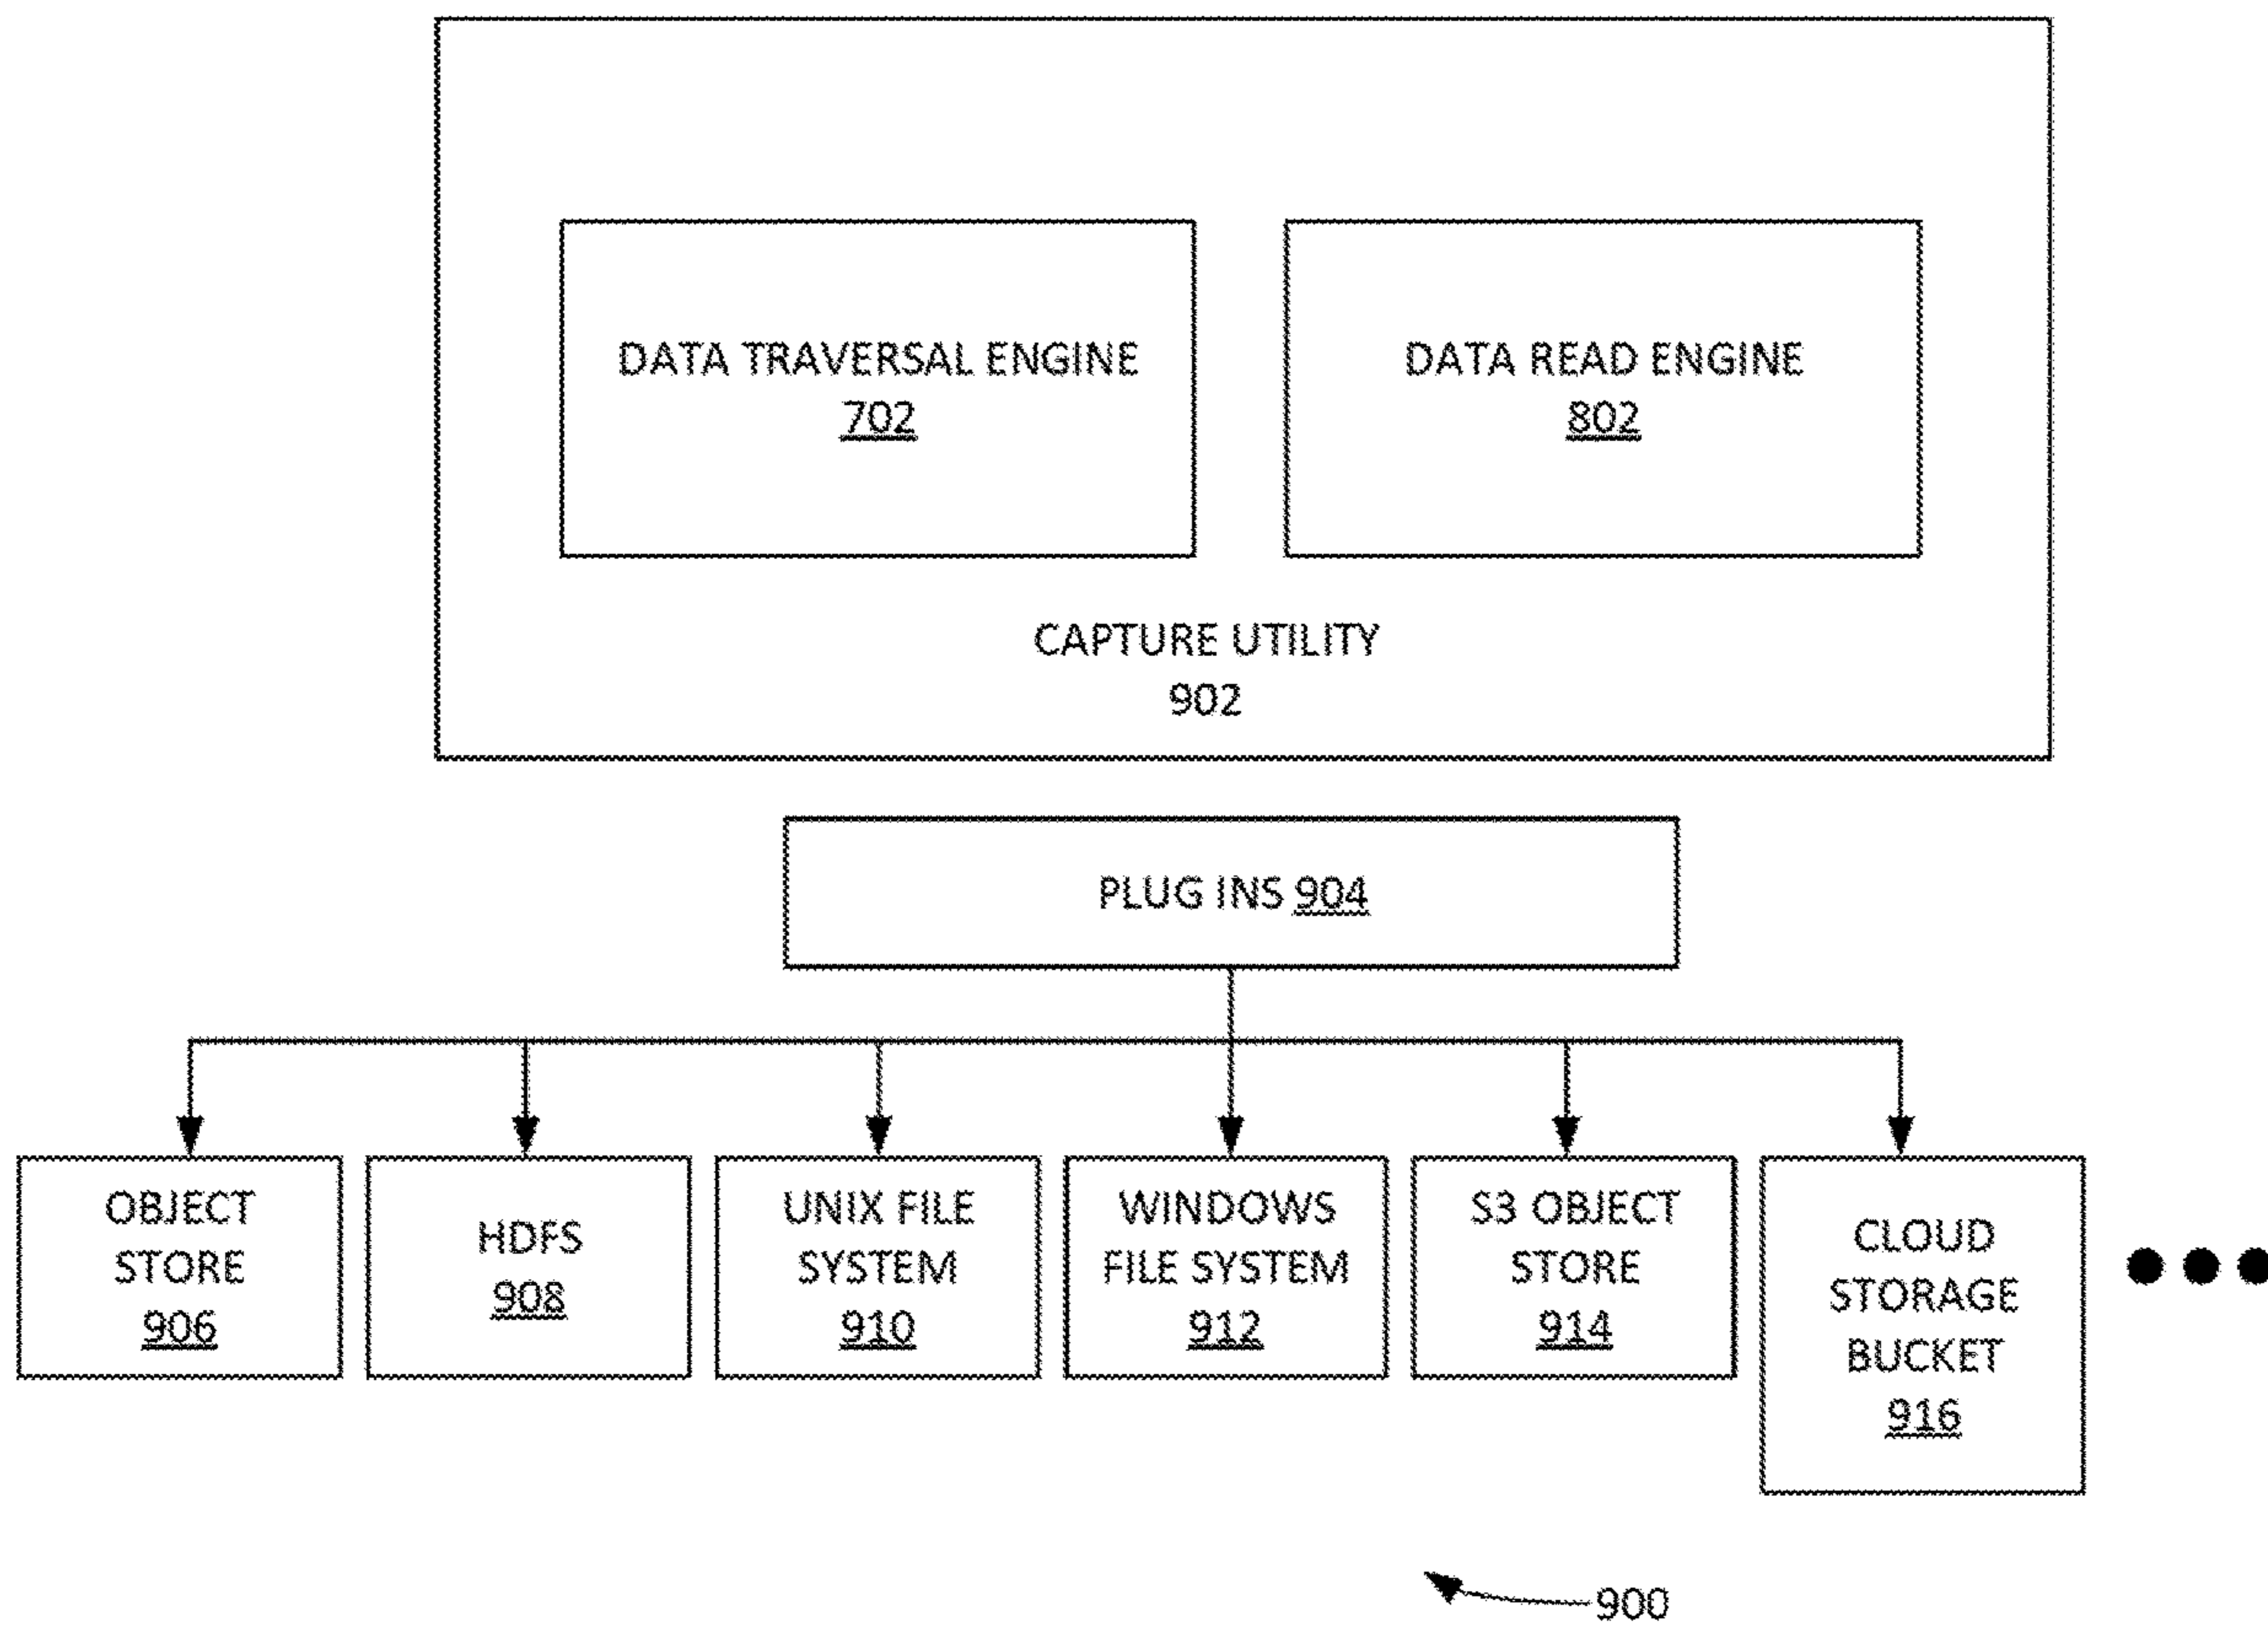 DATA TRAVERSAL ENGINE
702
DATA READ ENGINE
802
CAPTURE UTILITY
902
PLUG INS 904
OBJECT
STORE
906
HDFS
908
UNIX FILE
SYSTEM
910
WINDOWS
FILE SYSTEM
912
S3 OBJECT
STORE
914
CLOUD
STORAGE
BUCKET
916
900